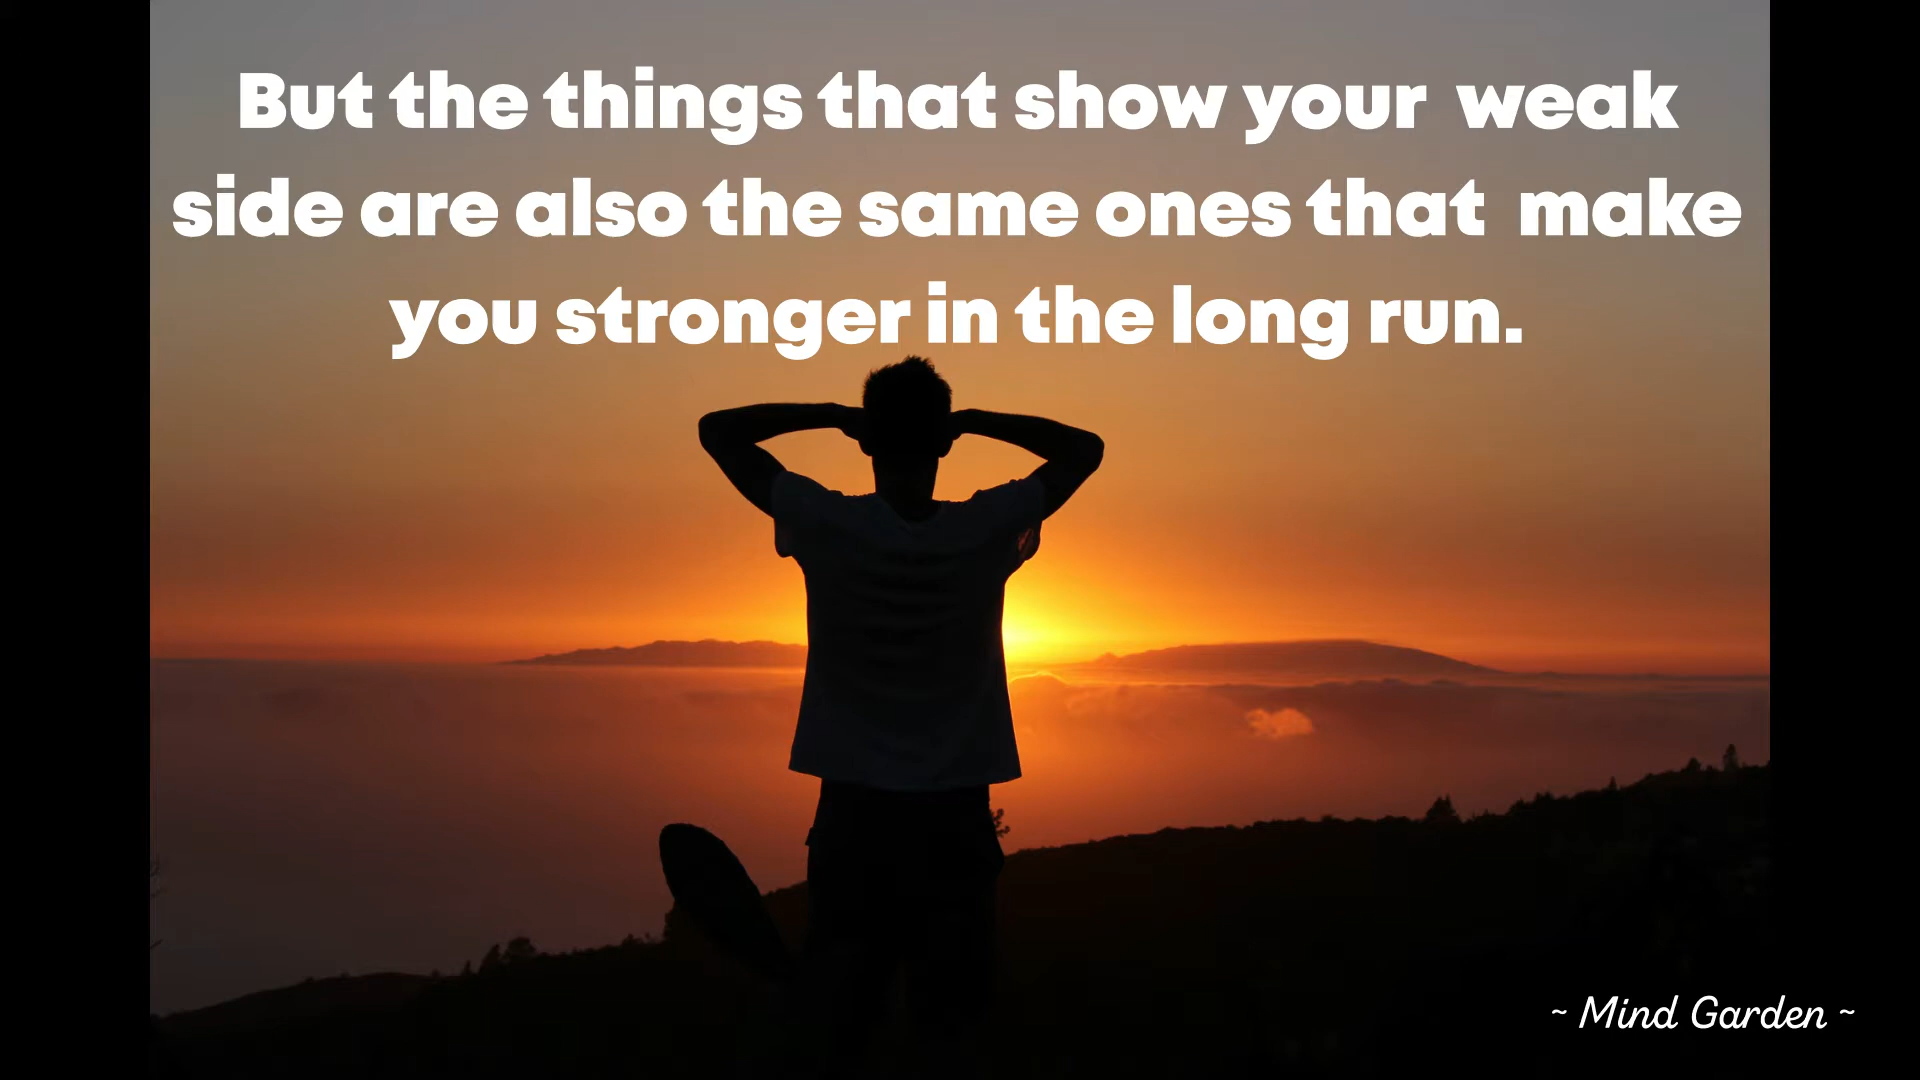 But the things that show your  weak
side are also the same ones that  make
you stronger in the long run.
~ Mind Garden ~